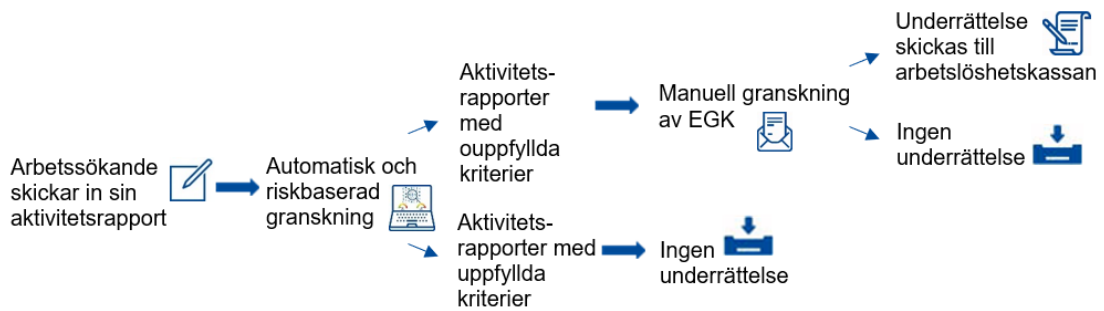 Arbetssökande
skickar in sin
aktivitetsrapport
Automatisk och
riskbaserad
granskning
Aktivitets-
rapporter
med
ouppfyllda
kriterier
Manuell granskning
av EGK
Underrättelse
skickas till
arbetslöshetskassan
Ingen
underrättelse
Aktivitets-
rapporter med
uppfyllda
kriterier
Ingen
underrättelse